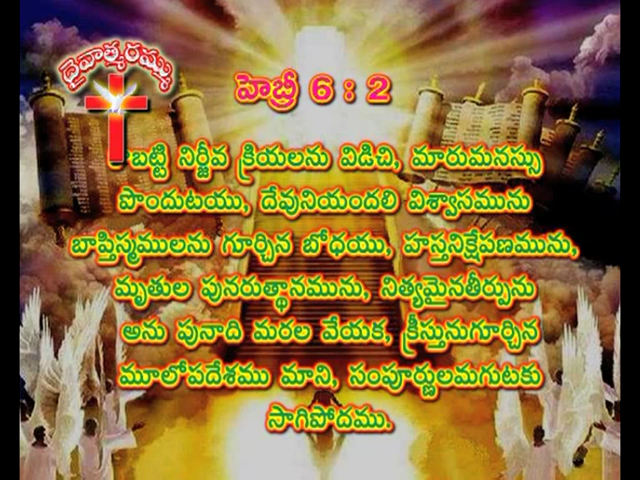 దైవాత్మరమ్ము
హెబ్రీ 6 : 2
బట్టి నిర్జీవ క్రియలను విడిచి, మారుమనస్సు
పొందుటయు, దేవునియందలి విశ్వాసమును
బాప్తిస్మములను గూర్చిన బోధయు, హస్తనిక్షేపణమును,
మృతుల పునరుత్థానమును, నిత్యమైనతీర్పును
అను పునాది మరల వేయక, క్రీస్తునుగూర్చిన
మూలోపదేశము మాని, సంపూర్ణులమగుటకు
సాగిపోదము.